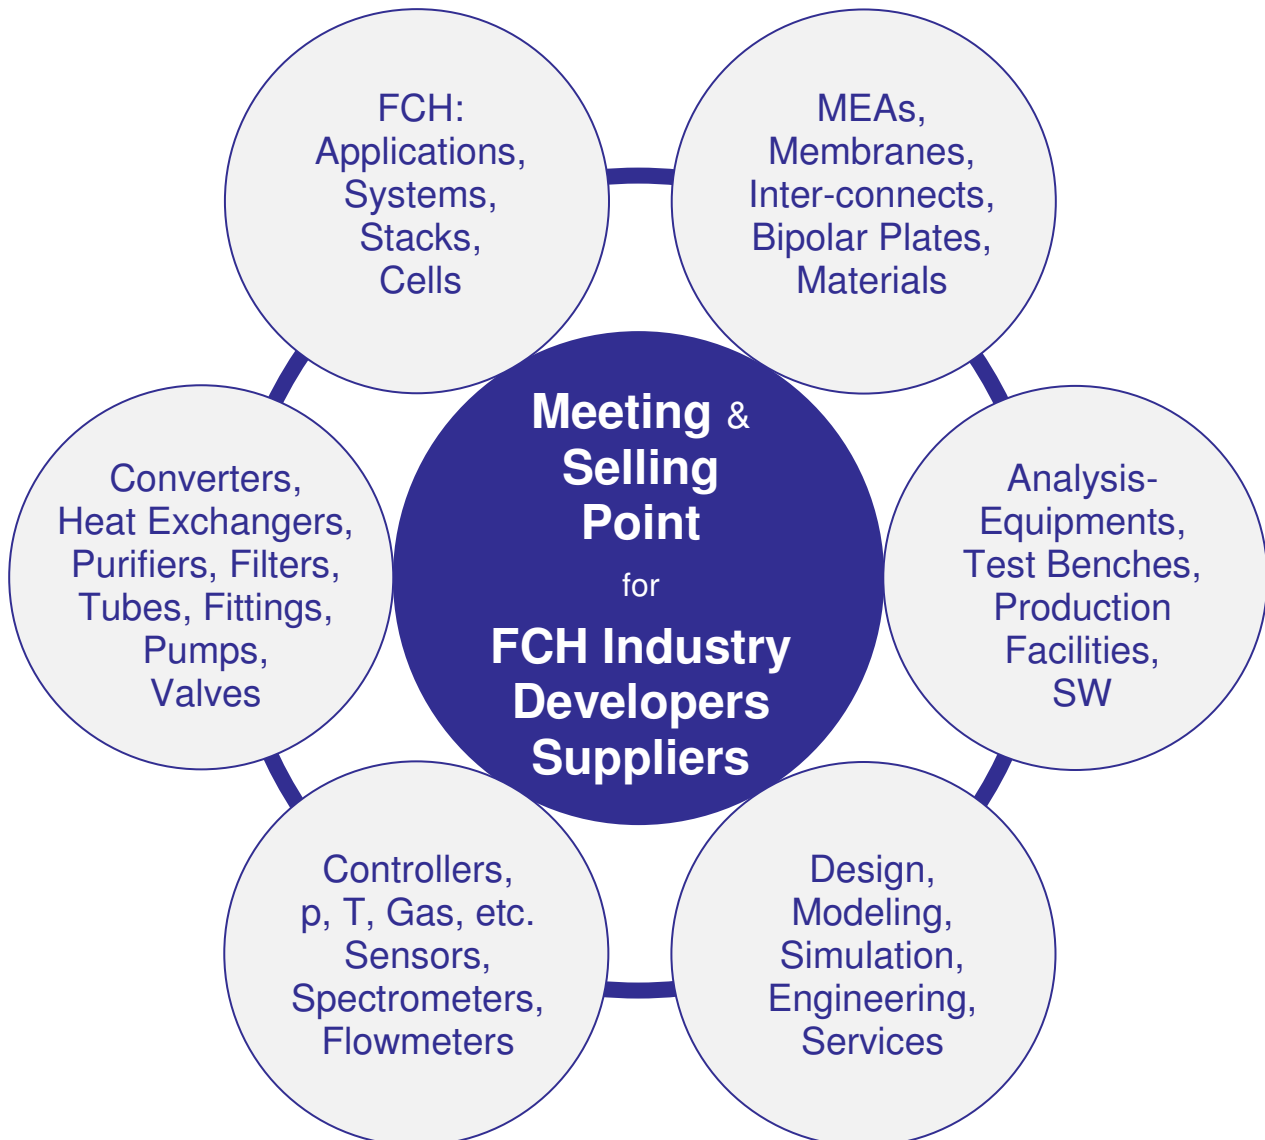 FCH:
Applications,
Systems,
Stacks,
Cells
MEAs,
Membranes,
Inter-connects,
Bipolar Plates,
Materials
Meeting &
Selling
Point
for
FCH Industry
Developers
Suppliers
Converters,
Heat Exchangers,
Purifiers, Filters,
Tubes, Fittings,
Pumps,
Valves
Analysis-
Equipments,
Test Benches,
Production
Facilities,
SW
Controllers,
p, T, Gas, etc.
Sensors,
Spectrometers,
Flowmeters
Design,
Modeling,
Simulation,
Engineering,
Services